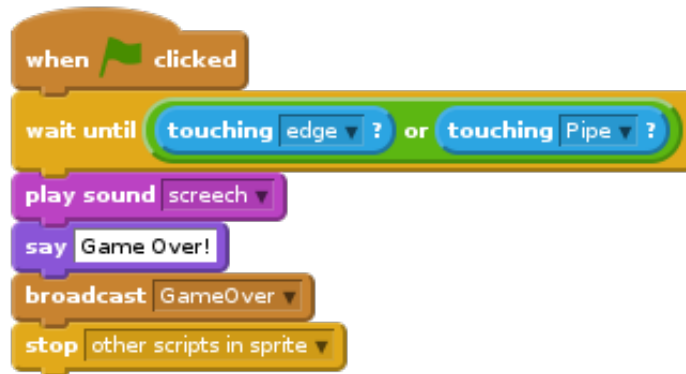 when clicked
wait until touching edge ? or touching Pipe ?
play sound screech
say Game Over!
broadcast GameOver
stop other scripts in sprite